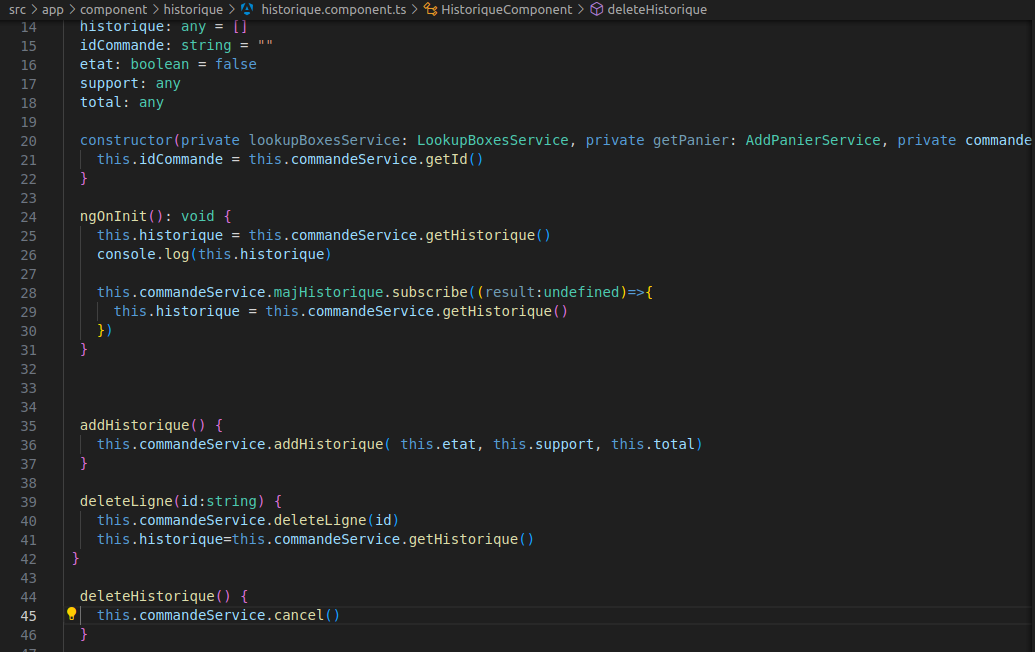 src > app > component > historique > historique.component.ts > HistoriqueComponent > deleteHistorique
14 historique: any = []
15 idCommande: string = ""
16 etat: boolean = false
17 support: any
18 total: any
19
20 constructor(private lookupBoxesService: LookupBoxesService, private getPanier: AddPanierService, private commande
21 this.idCommande = this.commandeService.getId()
22 }
23
24 ngOnInit(): void {
25 this.historique = this.commandeService.getHistorique()
26 console.log(this.historique)
27
28 this.commandeService.majHistorique.subscribe((result:undefined)=>{
29 this.historique = this.commandeService.getHistorique()
30 })
31 }
32
33
34
35 addHistorique() {
36 this.commandeService.addHistorique( this.etat, this.support, this.total)
37 }
38
39 deleteLigne(id:string) {
40 this.commandeService.deleteLigne(id)
41 this.historique=this.commandeService.getHistorique()
42 }
43
44 deleteHistorique() {
45 this.commandeService.cancel()
46 }